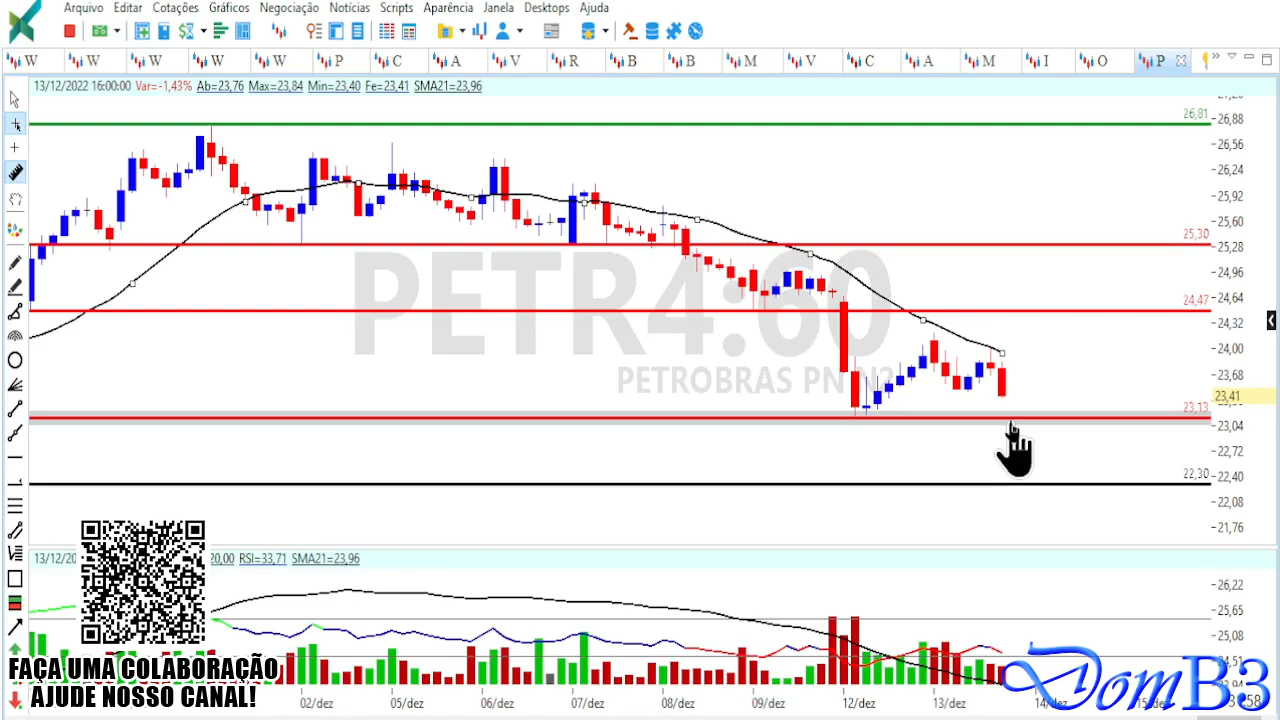 Arquivo Editar Cotações Gráficos Negociação Notícias Scripts Aparência Janela Desktops Ajuda
W W W W W P C A V R B B M V C A M I O P
13/12/2022 16:00:00 Var=-1,43% Ab=23,76 Max=23,84 Min=23,40 Fe=23,41 SMA21=23,96
26,81
26,88
26,56
26,24
25,92
25,60
25,30
25,28
24,96
24,64
24,47
24,32
24,00
23,68
23,41
23,13
23,04
22,72
22,30
22,40
22,08
21,76
PETR4:60
PETROBRAS PN N2
RSI=33,71 SMA21=23,96
26,22
25,65
25,08
24,51
02/dez 05/dez 06/dez 07/dez 08/dez 09/dez 12/dez 13/dez
FAÇA UMA COLABORAÇÃO
AJUDE NOSSO CANAL!
DomB3